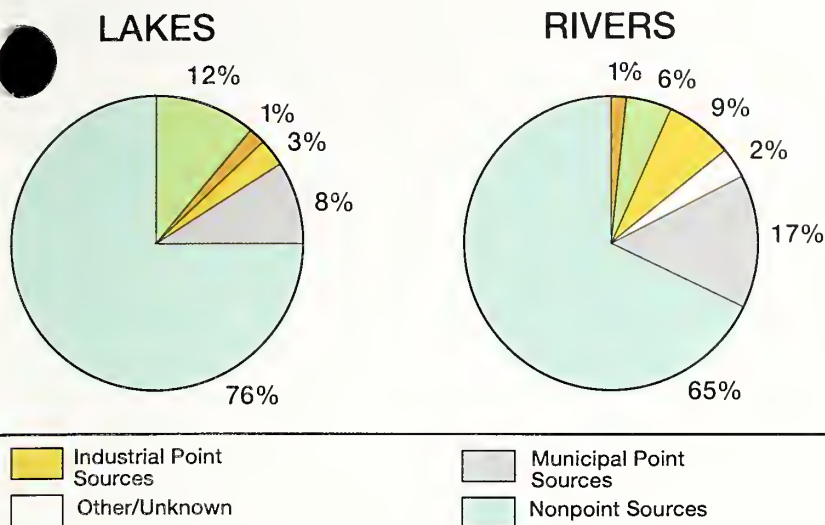 LAKES
12%
1%
3%
8%
76%
RIVERS
1%
6%
9%
2%
17%
65%
Industrial Point
Sources
Other/Unknown
Municipal Point
Sources
Nonpoint Sources